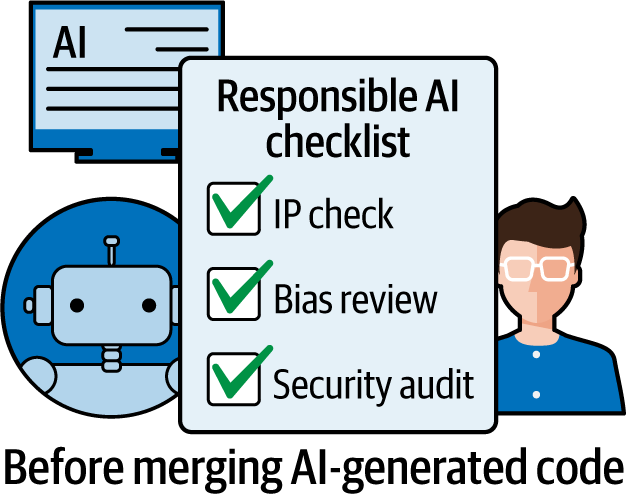 AI
Responsible AI
checklist
IP check
Bias review
Security audit
Before merging AI-generated code